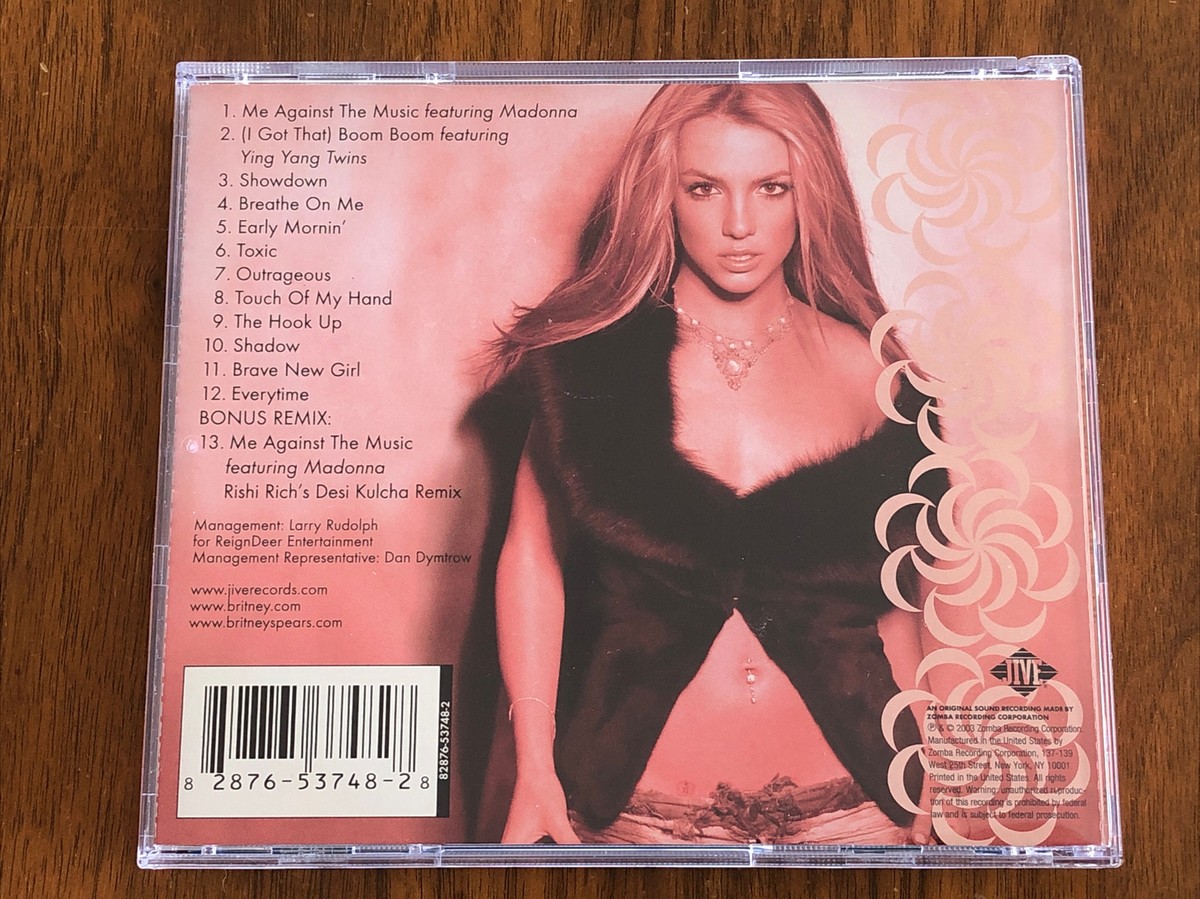 1. Me Against The Music featuring Madonna
2. (I Got That) Boom Boom featuring
Ying Yang Twins
3. Showdown
4. Breathe On Me
5. Early Mornin’
6. Toxic
7. Outrageous
8. Touch Of My Hand
9. The Hook Up
10. Shadow
11. Brave New Girl
12. Everytime
BONUS REMIX:
13. Me Against The Music
featuring Madonna
Rishi Rich’s Desi Kulcha Remix
Management: Larry Rudolph
for ReignDeer Entertainment
Management Representative: Dan Dymtrow
www.jiverecords.com
www.britney.com
www.britneyspears.com
8 2876-53748-2 8
82876-53748-2
JIVE
AN ORIGINAL SOUND RECORDING MADE BY
ZOMBA RECORDING CORPORATION
℗ & © 2003 Zomba Recording Corporation.
Manufactured in the United States by
Zomba Recording Corporation, 137-139
West 25th Street, New York, NY 10001
Printed in the United States. All rights
reserved. Warning: unauthorized reproduc-
tion of this recording is prohibited by federal
law and is subject to federal prosecution.